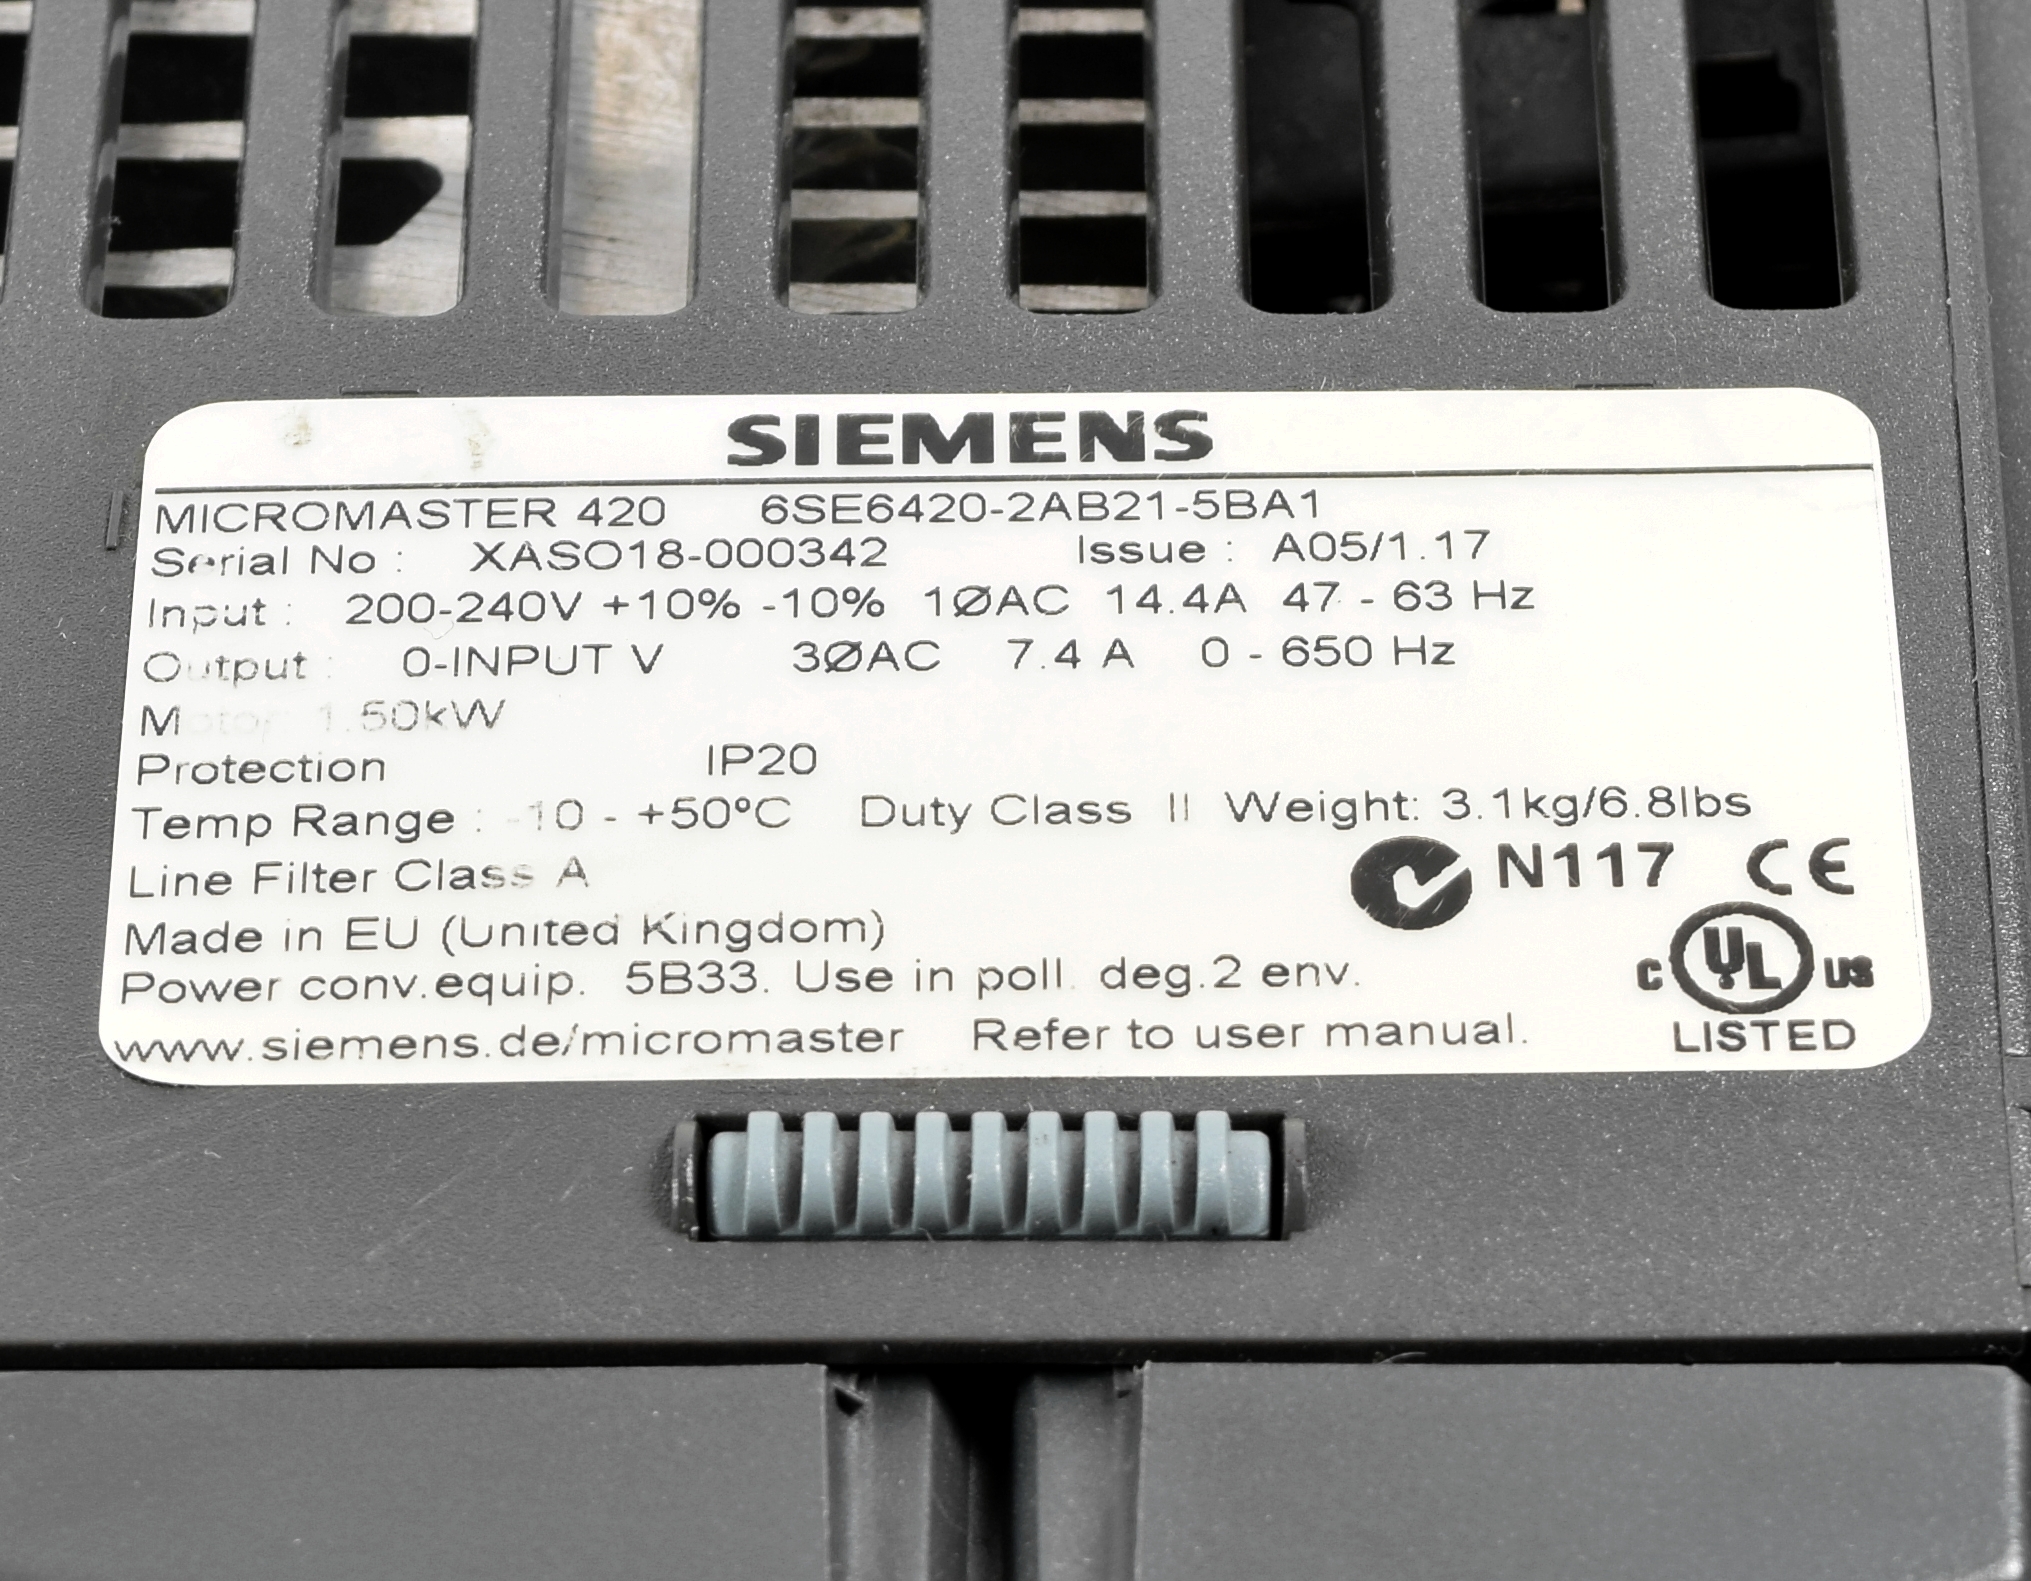 SIEMENS
MICROMASTER 420 6SE6420-2AB21-5BA1
Serial No : XASO18-000342 Issue : A05/1.17
Input : 200-240V +10% -10% 1ØAC 14.4A 47 - 63 Hz
Output : 0-INPUT V 3ØAC 7.4 A 0 - 650 Hz
Motor: 1.50kW
Protection IP20
Temp Range : -10 - +50ºC Duty Class II Weight: 3.1kg/6.8lbs
Line Filter Class A
N117 CE
Made in EU (United Kingdom)
Power conv.equip. 5B33. Use in poll. deg.2 env.
C UL US
www.siemens.de/micromaster Refer to user manual.
LISTED